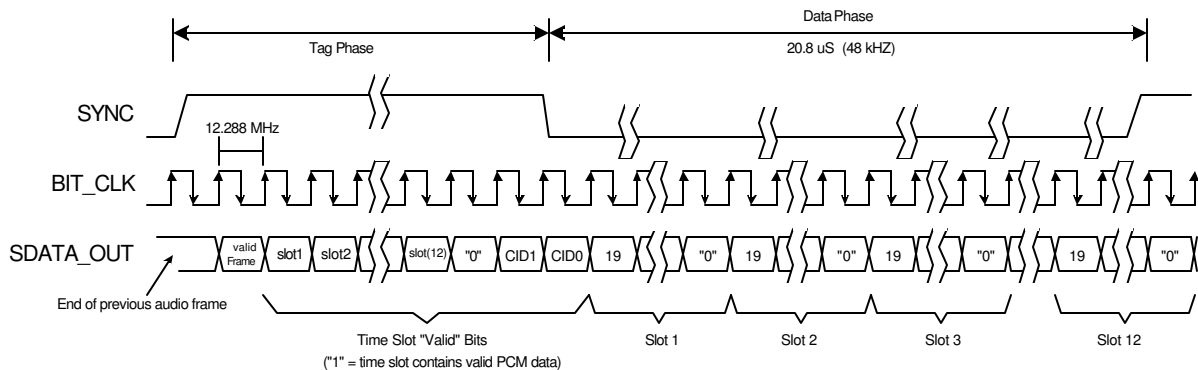 Data Phase
Tag Phase
20.8 uS (48 kHZ)
SYNC
12.288 MHz
BIT_CLK
SDATA_OUT
valid
Frame
slot1
slot2
slot(12)
"0"
CID1
CID0
19
"0"
19
"0"
19
"0"
19
"0"
End of previous audio frame
Time Slot "Valid" Bits
("1" = time slot contains valid PCM data)
Slot 1
Slot 2
Slot 3
Slot 12